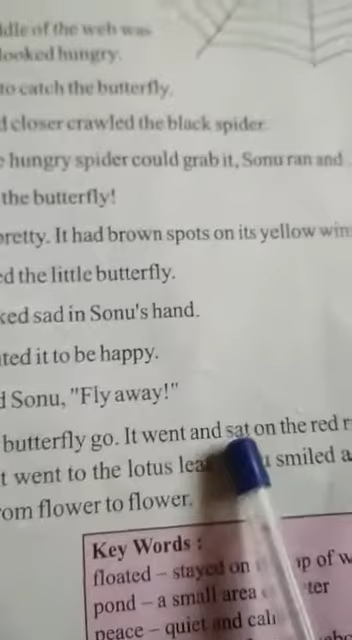 ddle of the web was
looked hungry.
to catch the butterfly.
d closer crawled the black spider.
hungry spider could grab it, Sonu ran and
the butterfly!
pretty. It had brown spots on its yellow win
ed the little butterfly.
ked sad in Sonu's hand.
ted it to be happy.
d Sonu, "Fly away!"
butterfly go. It went and sat on the red r
t went to the lotus lea u smiled a
om flower to flower.
Key Words :
floated – stayed on p of w
pond – a small area ter
peace – quiet and cal